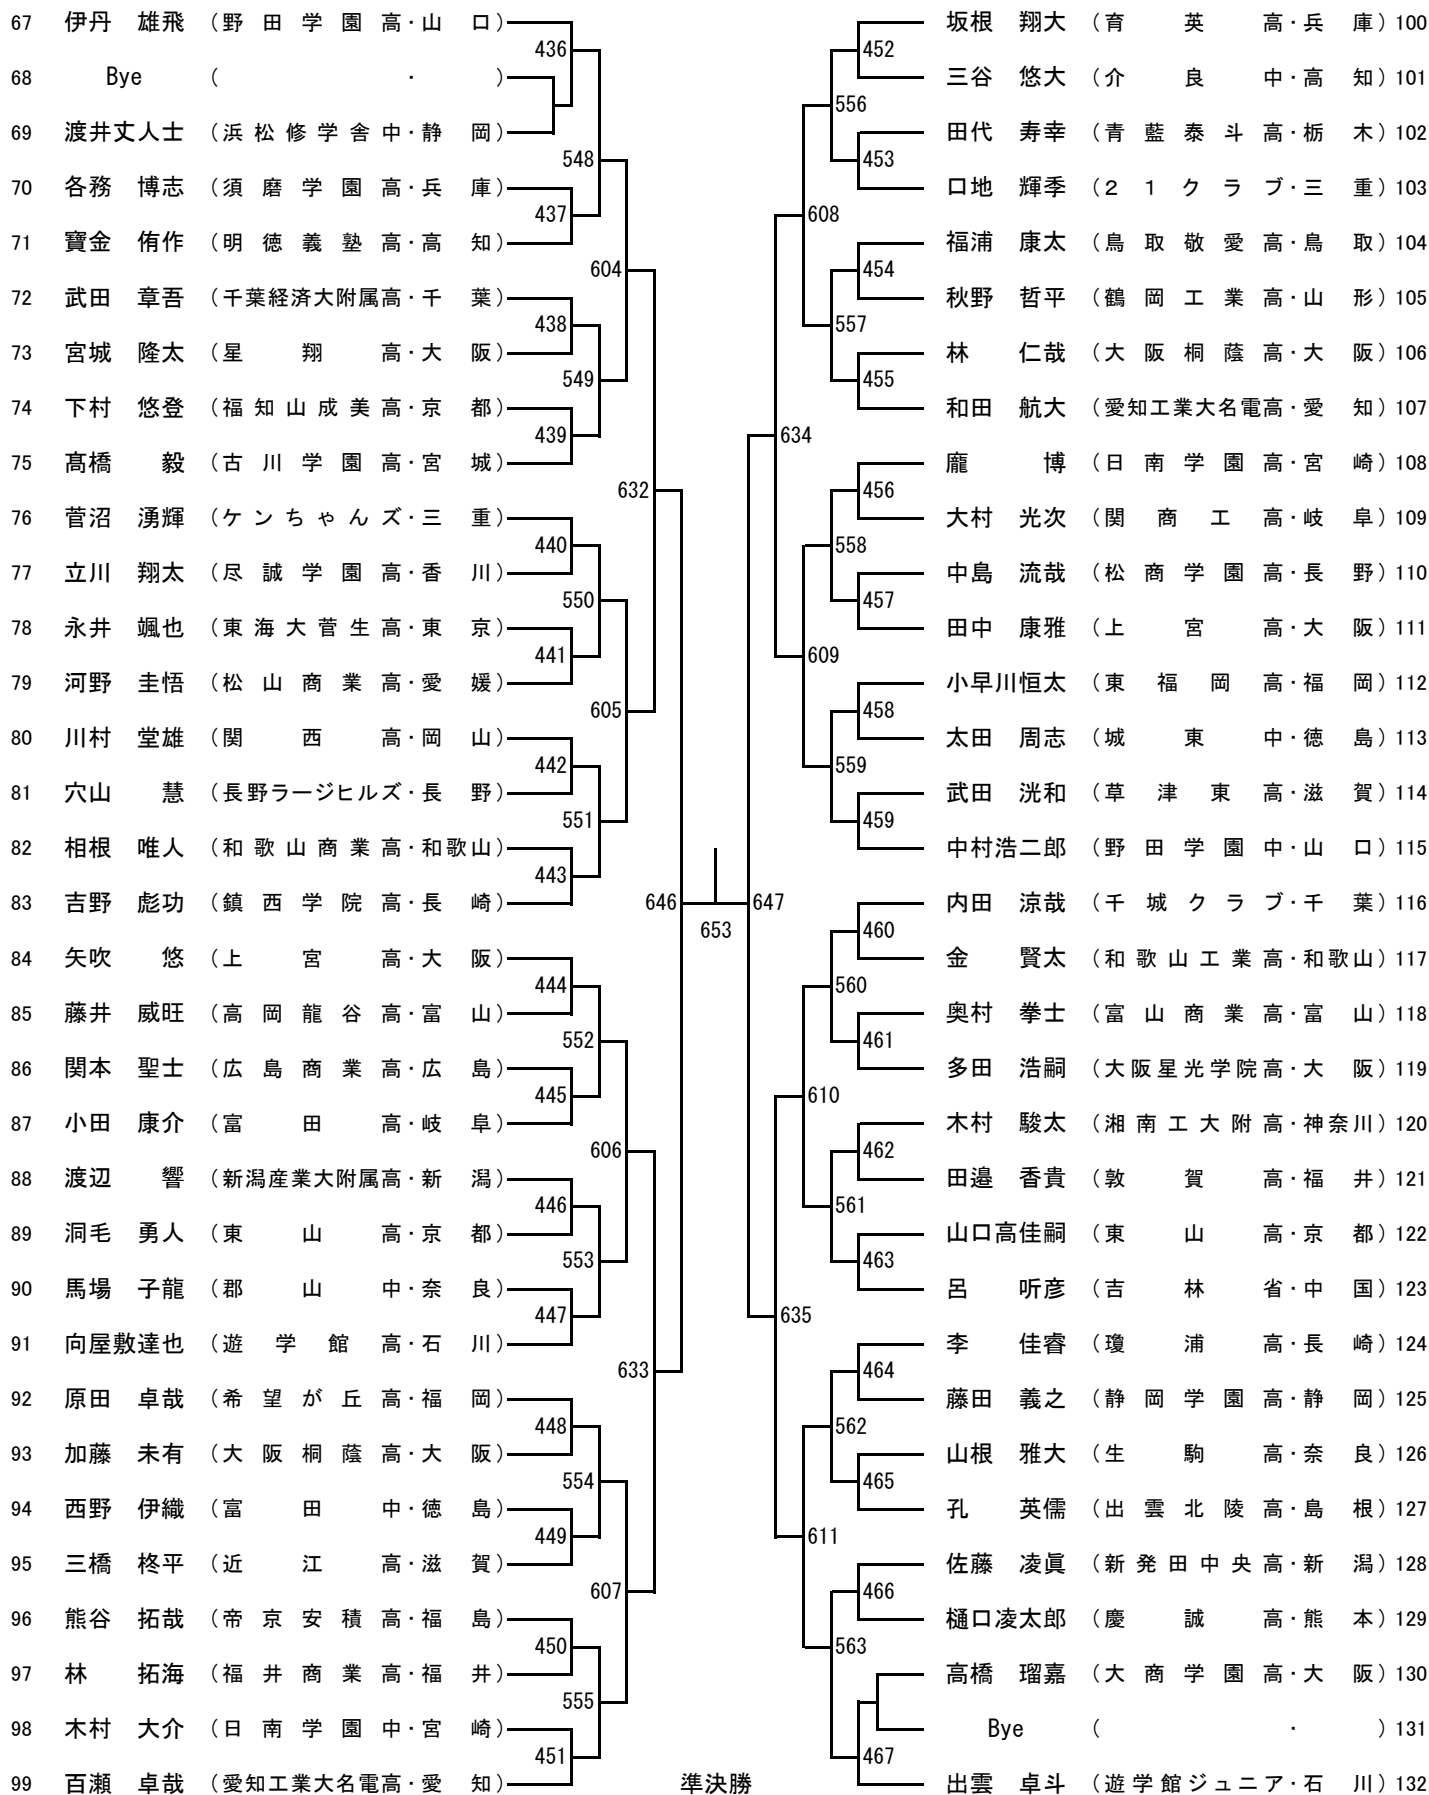 67 伊丹 雄飛 (野田学園高・山口)
68 Bye ( ・ )
69 渡井丈人士 (浜松修学舎中・静岡)
70 各務 博志 (須磨学園高・兵庫)
71 寶金 侑作 (明徳義塾高・高知)
72 武田 章吾 (千葉経済大附属高・千葉)
73 宮城 隆太 (星翔高・大阪)
74 下村 悠登 (福知山成美高・京都)
75 髙橋 毅 (古川学園高・宮城)
76 菅沼 湧輝 (ケンちゃんズ・三重)
77 立川 翔太 (尽誠学園高・香川)
78 永井 颯也 (東海大菅生高・東京)
79 河野 圭悟 (松山商業高・愛媛)
80 川村 堂雄 (関西高・岡山)
81 穴山 慧 (長野ラージヒルズ・長野)
82 相根 唯人 (和歌山商業高・和歌山)
83 吉野 彪功 (鎮西学院高・長崎)
84 矢吹 悠 (上宮高・大阪)
85 藤井 威旺 (高岡龍谷高・富山)
86 関本 聖士 (広島商業高・広島)
87 小田 康介 (富田高・岐阜)
88 渡辺 響 (新潟産業大附属高・新潟)
89 洞毛 勇人 (東山高・京都)
90 馬場 子龍 (郡山中・奈良)
91 向屋敷達也 (遊学館高・石川)
92 原田 卓哉 (希望が丘高・福岡)
93 加藤 未有 (大阪桐蔭高・大阪)
94 西野 伊織 (富田中・徳島)
95 三橋 柊平 (近江高・滋賀)
96 熊谷 拓哉 (帝京安積高・福島)
97 林 拓海 (福井商業高・福井)
98 木村 大介 (日南学園中・宮崎)
99 百瀬 卓哉 (愛知工業大名電高・愛知)
436
437
438
439
440
441
442
443
444
445
446
447
448
449
450
451
548
549
550
551
552
553
554
555
604
605
606
607
632
633
646
653
647
634
635
608
609
610
611
556
557
558
559
560
561
562
563
452
453
454
455
456
457
458
459
460
461
462
463
464
465
466
467
坂根 翔大 (育英高・兵庫) 100
三谷 悠大 (介良中・高知) 101
田代 寿幸 (青藍泰斗高・栃木) 102
口地 輝季 (21クラブ・三重) 103
福浦 康太 (鳥取敬愛高・鳥取) 104
秋野 哲平 (鶴岡工業高・山形) 105
林 仁哉 (大阪桐蔭高・大阪) 106
和田 航大 (愛知工業大名電高・愛知) 107
龐 博 (日南学園高・宮崎) 108
大村 光次 (関商工高・岐阜) 109
中島 流哉 (松商学園高・長野) 110
田中 康雅 (上宮高・大阪) 111
小早川恒太 (東福岡高・福岡) 112
太田 周志 (城東中・徳島) 113
武田 洸和 (草津東高・滋賀) 114
中村浩二郎 (野田学園中・山口) 115
内田 涼哉 (千城クラブ・千葉) 116
金 賢太 (和歌山工業高・和歌山) 117
奥村 拳士 (富山商業高・富山) 118
多田 浩嗣 (大阪星光学院高・大阪) 119
木村 駿太 (湘南工大附高・神奈川) 120
田邉 香貴 (敦賀高・福井) 121
山口高佳嗣 (東山高・京都) 122
呂 听彦 (吉林省・中国) 123
李 佳睿 (瓊浦高・長崎) 124
藤田 義之 (静岡学園高・静岡) 125
山根 雅大 (生駒高・奈良) 126
孔 英儒 (出雲北陵高・島根) 127
佐藤 凌眞 (新発田中央高・新潟) 128
樋口凌太郎 (慶誠高・熊本) 129
高橋 瑠嘉 (大商学園高・大阪) 130
Bye ( ・ ) 131
出雲 卓斗 (遊学館ジュニア・石川) 132
準決勝